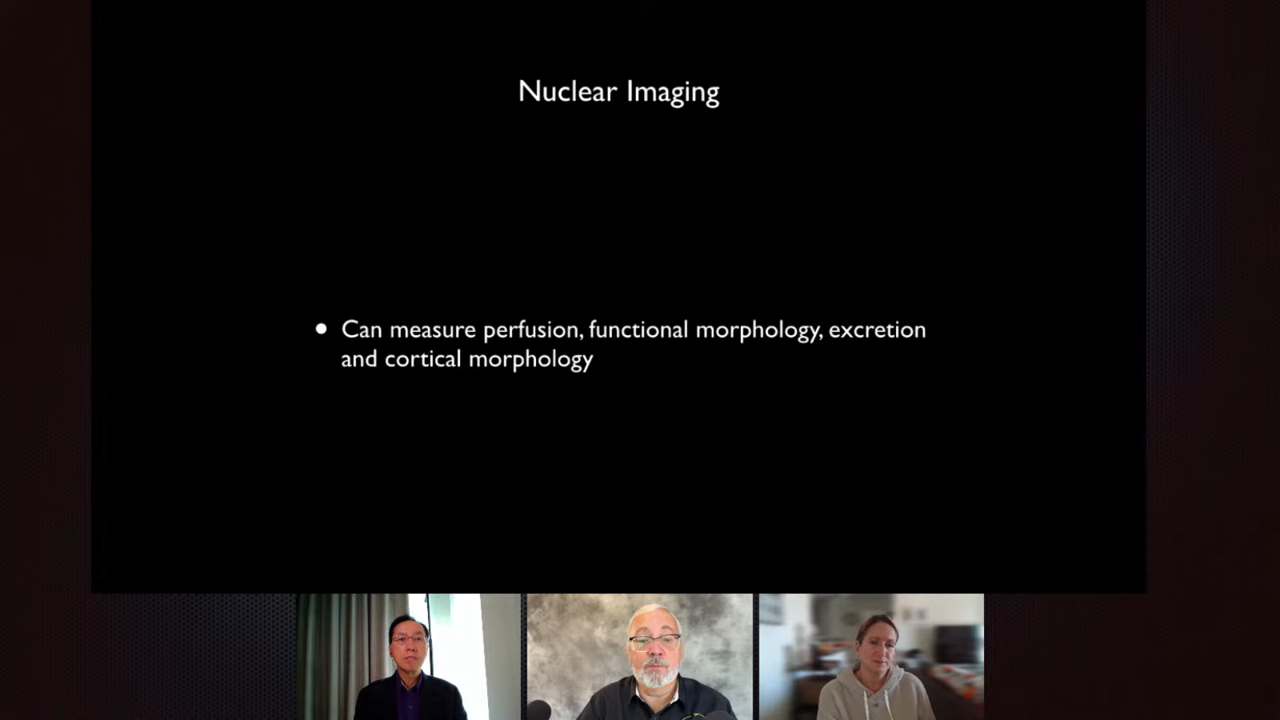 Nuclear Imaging
• Can measure perfusion, functional morphology, excretion
and cortical morphology